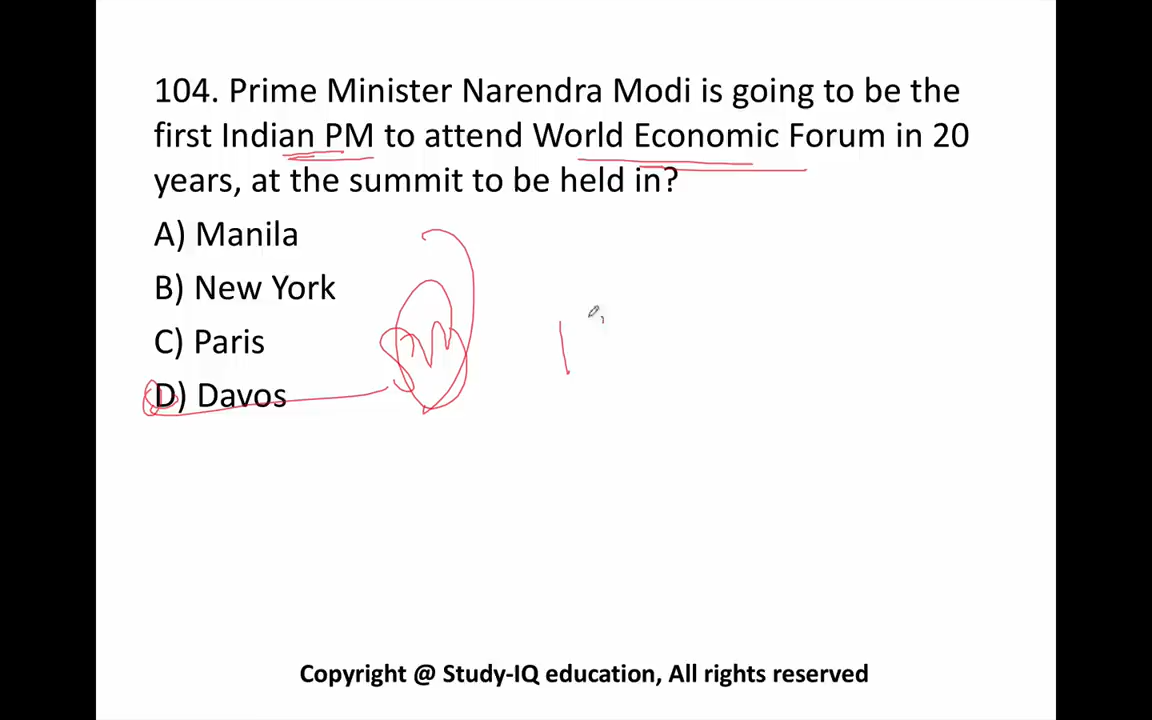 104. Prime Minister Narendra Modi is going to be the
first Indian PM to attend World Economic Forum in 20
years, at the summit to be held in?
A) Manila
B) New York
C) Paris
D) Davos
Copyright @ Study-IQ education, All rights reserved